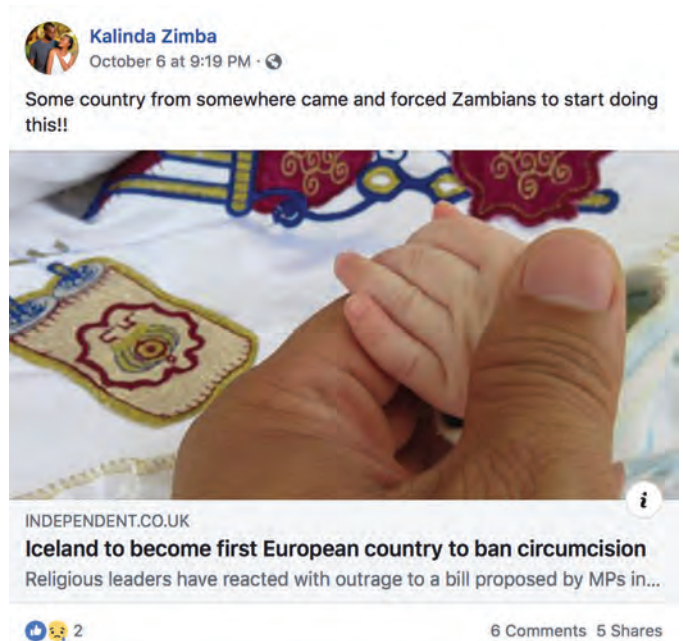 Kalinda Zimba
October 6 at 9:19 PM ·
Some country from somewhere came and forced Zambians to start doing
this!!
i
INDEPENDENT.CO.UK
Iceland to become first European country to ban circumcision
Religious leaders have reacted with outrage to a bill proposed by MPs in...
2
6 Comments 5 Shares